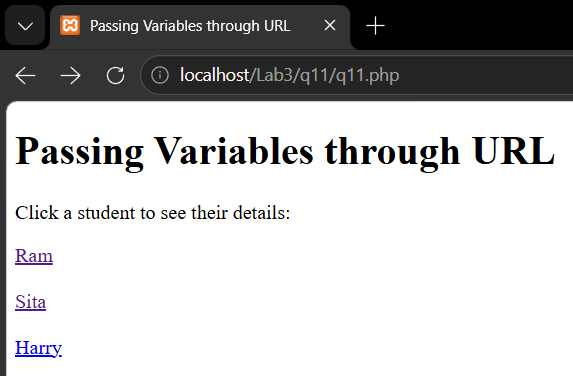 Passing Variables through URL
localhost/Lab3/q11/q11.php
Passing Variables through URL
Click a student to see their details:
Ram
Sita
Harry